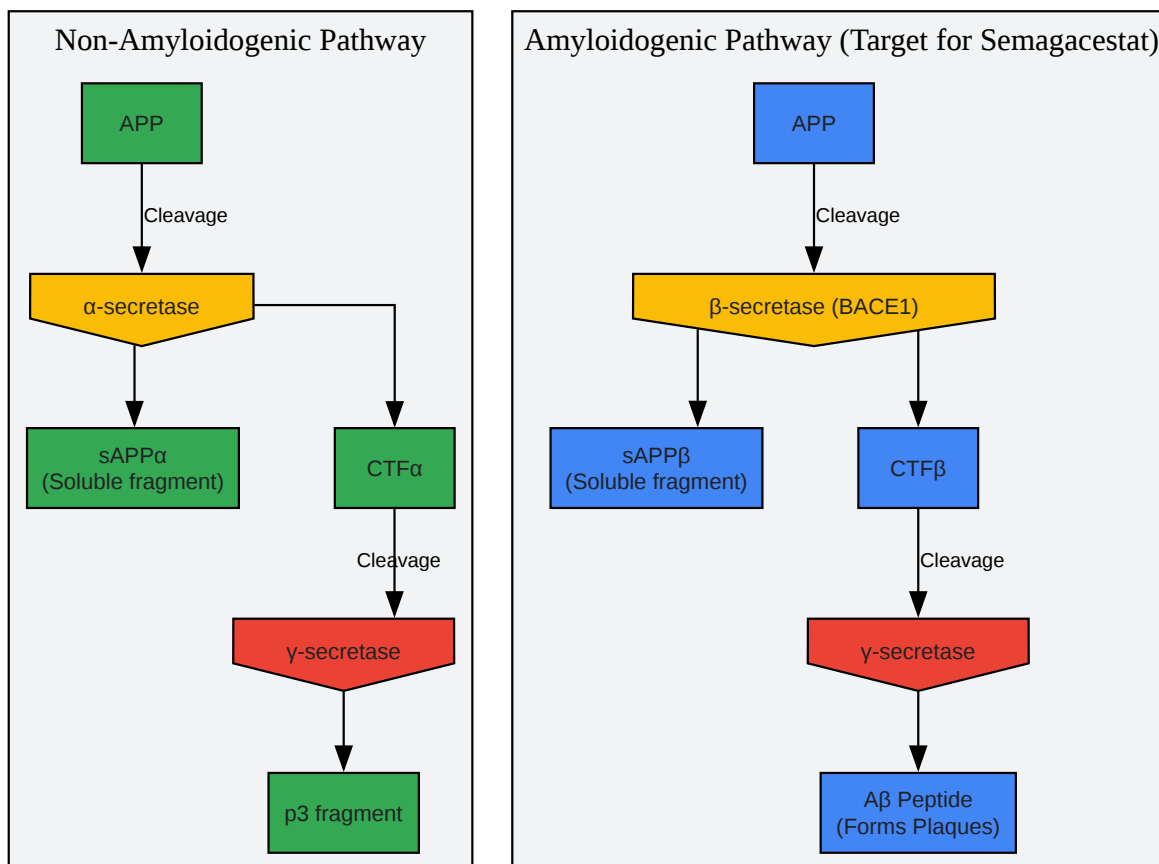 Non-Amyloidogenic Pathway
APP
Cleavage
α-secretase
sAPPα
(Soluble fragment)
CTFα
Cleavage
γ-secretase
p3 fragment
Amyloidogenic Pathway (Target for Semagacestat)
APP
Cleavage
β-secretase (BACE1)
sAPPβ
(Soluble fragment)
CTFβ
Cleavage
γ-secretase
Aβ Peptide
(Forms Plaques)